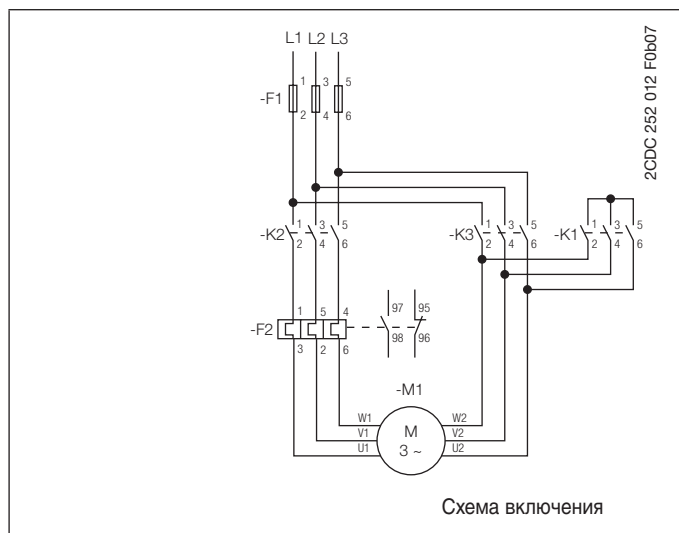 L1 L2 L3
-F1
1 3 5
2 4 6
2CDC 252 012 F0b07
-K2
1 3 5
2 4 6
-K3
1 3 5
2 4 6
-K1
1 3 5
2 4 6
-F2
1 5 4
3 2 6
97 95
98 96
-M1
W1 W2
V1 V2
U1 U2
M
3 ~
Схема включения